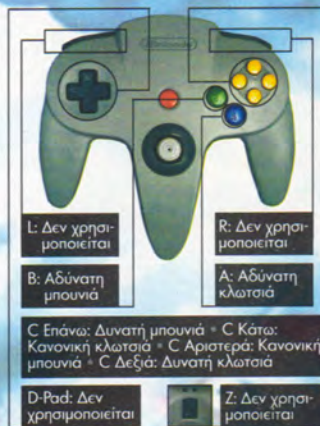 Nintendo
L: Δεν χρησι-
μοποιείται
R: Δεν χρησι-
μοποιείται
B: Αδύνατη
μπουνιά
A: Αδύνατη
κλωτσιά
C Επάνω: Δυνατή μπουνιά • C Κάτω:
Κανονική κλωτσιά • C Αριστερά: Κανονική
μπουνιά • C Δεξιά: Δυνατή κλωτσιά
D-Pad: Δεν
χρησιμοποιείται
Z: Δεν χρησι-
μοποιείται